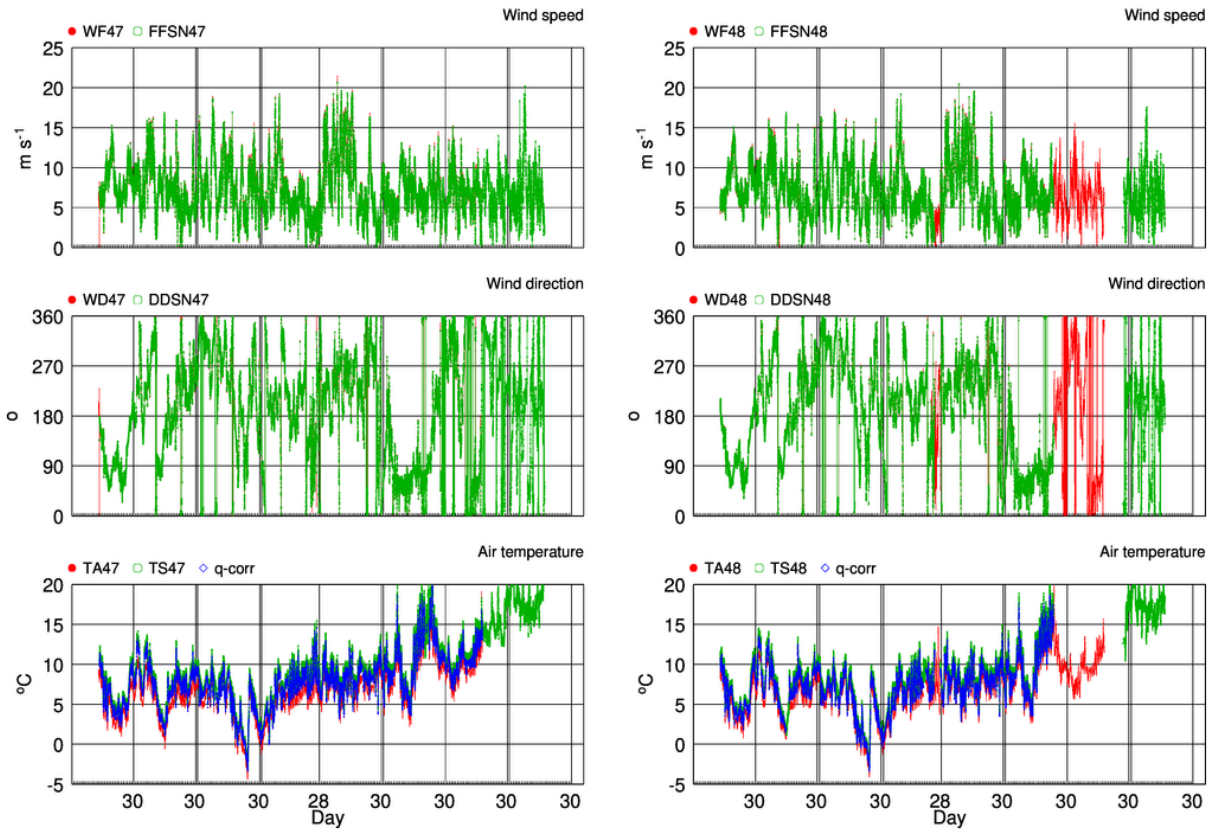 Wind speed
WF47 FFSN47
25
20
15
10
5
0
m s⁻¹
Wind direction
WD47 DDSN47
360
270
180
90
0
o
Air temperature
TA47 TS47 q-corr
20
15
10
5
0
-5
ºC
30 30 30 28 30 30 30 30
Day
Wind speed
WF48 FFSN48
25
20
15
10
5
0
m s⁻¹
Wind direction
WD48 DDSN48
360
270
180
90
0
o
Air temperature
TA48 TS48 q-corr
20
15
10
5
0
-5
ºC
30 30 30 28 30 30 30 30
Day